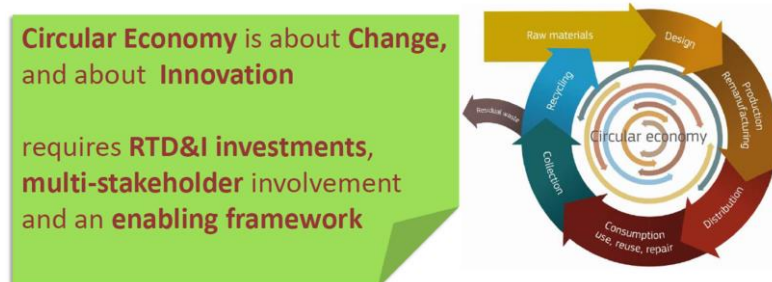 Circular Economy is about Change,
and about Innovation
requires RTD&I investments,
multi-stakeholder involvement
and an enabling framework
Raw materials
Design
Production
Remanufacturing
Distribution
Consumption
use, reuse, repair
Collection
Recycling
Residual waste
Circular economy